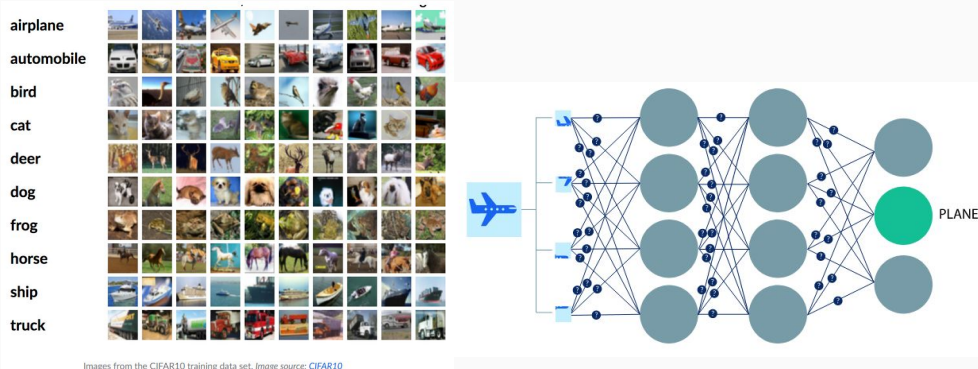 airplane
automobile
bird
cat
deer
dog
frog
horse
ship
truck
Images from the CIFAR10 training data set. Image source: CIFAR10
PLANE